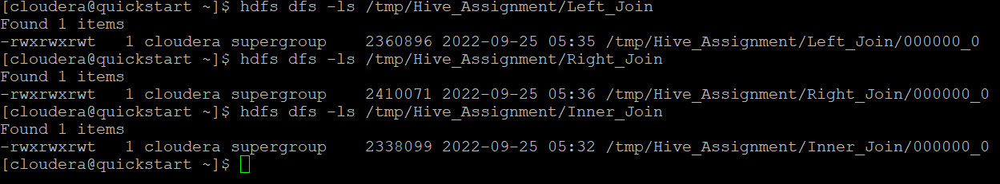 [cloudera@quickstart ~]$ hdfs dfs -ls /tmp/Hive_Assignment/Left_Join
Found 1 items
-rwxrwxrwt   1 cloudera supergroup    2360896 2022-09-25 05:35 /tmp/Hive_Assignment/Left_Join/000000_0
[cloudera@quickstart ~]$ hdfs dfs -ls /tmp/Hive_Assignment/Right_Join
Found 1 items
-rwxrwxrwt   1 cloudera supergroup    2410071 2022-09-25 05:36 /tmp/Hive_Assignment/Right_Join/000000_0
[cloudera@quickstart ~]$ hdfs dfs -ls /tmp/Hive_Assignment/Inner_Join
Found 1 items
-rwxrwxrwt   1 cloudera supergroup    2338099 2022-09-25 05:32 /tmp/Hive_Assignment/Inner_Join/000000_0
[cloudera@quickstart ~]$